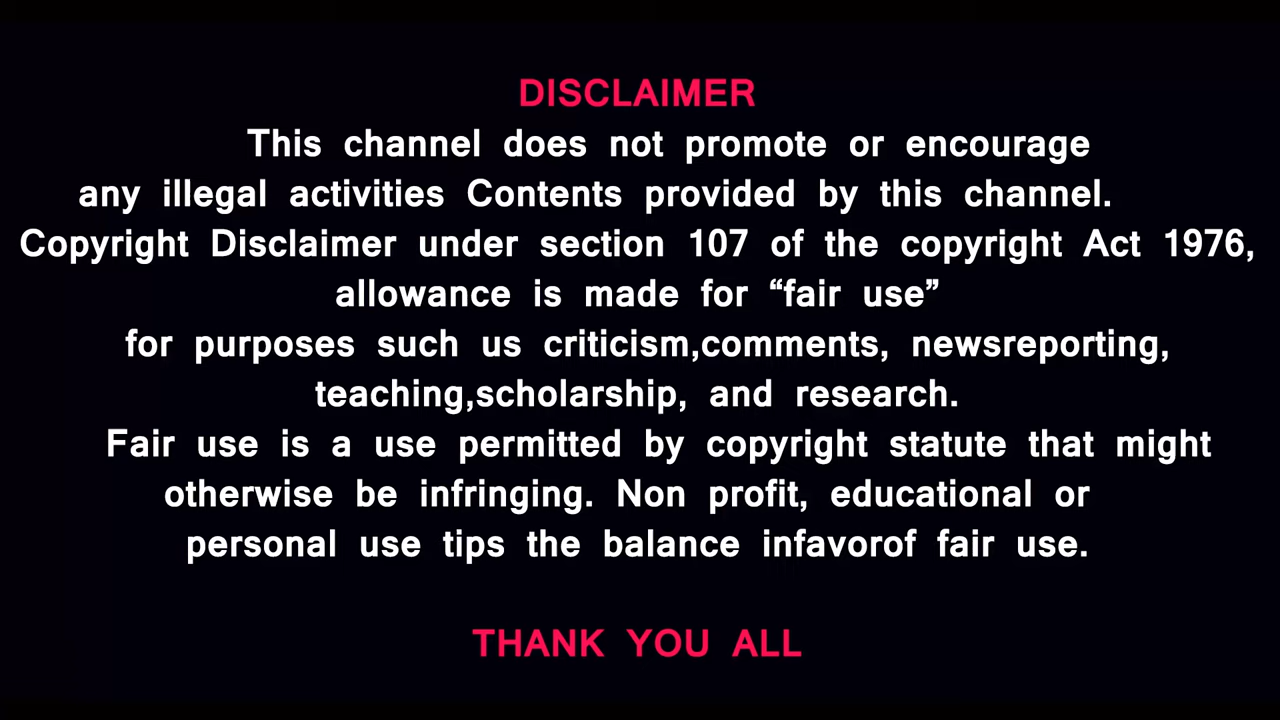 DISCLAIMER
This channel does not promote or encourage
any illegal activities Contents provided by this channel.
Copyright Disclaimer under section 107 of the copyright Act 1976,
allowance is made for “fair use”
for purposes such us criticism,comments, newsreporting,
teaching,scholarship, and research.
Fair use is a use permitted by copyright statute that might
otherwise be infringing. Non profit, educational or
personal use tips the balance infavorof fair use.
THANK YOU ALL